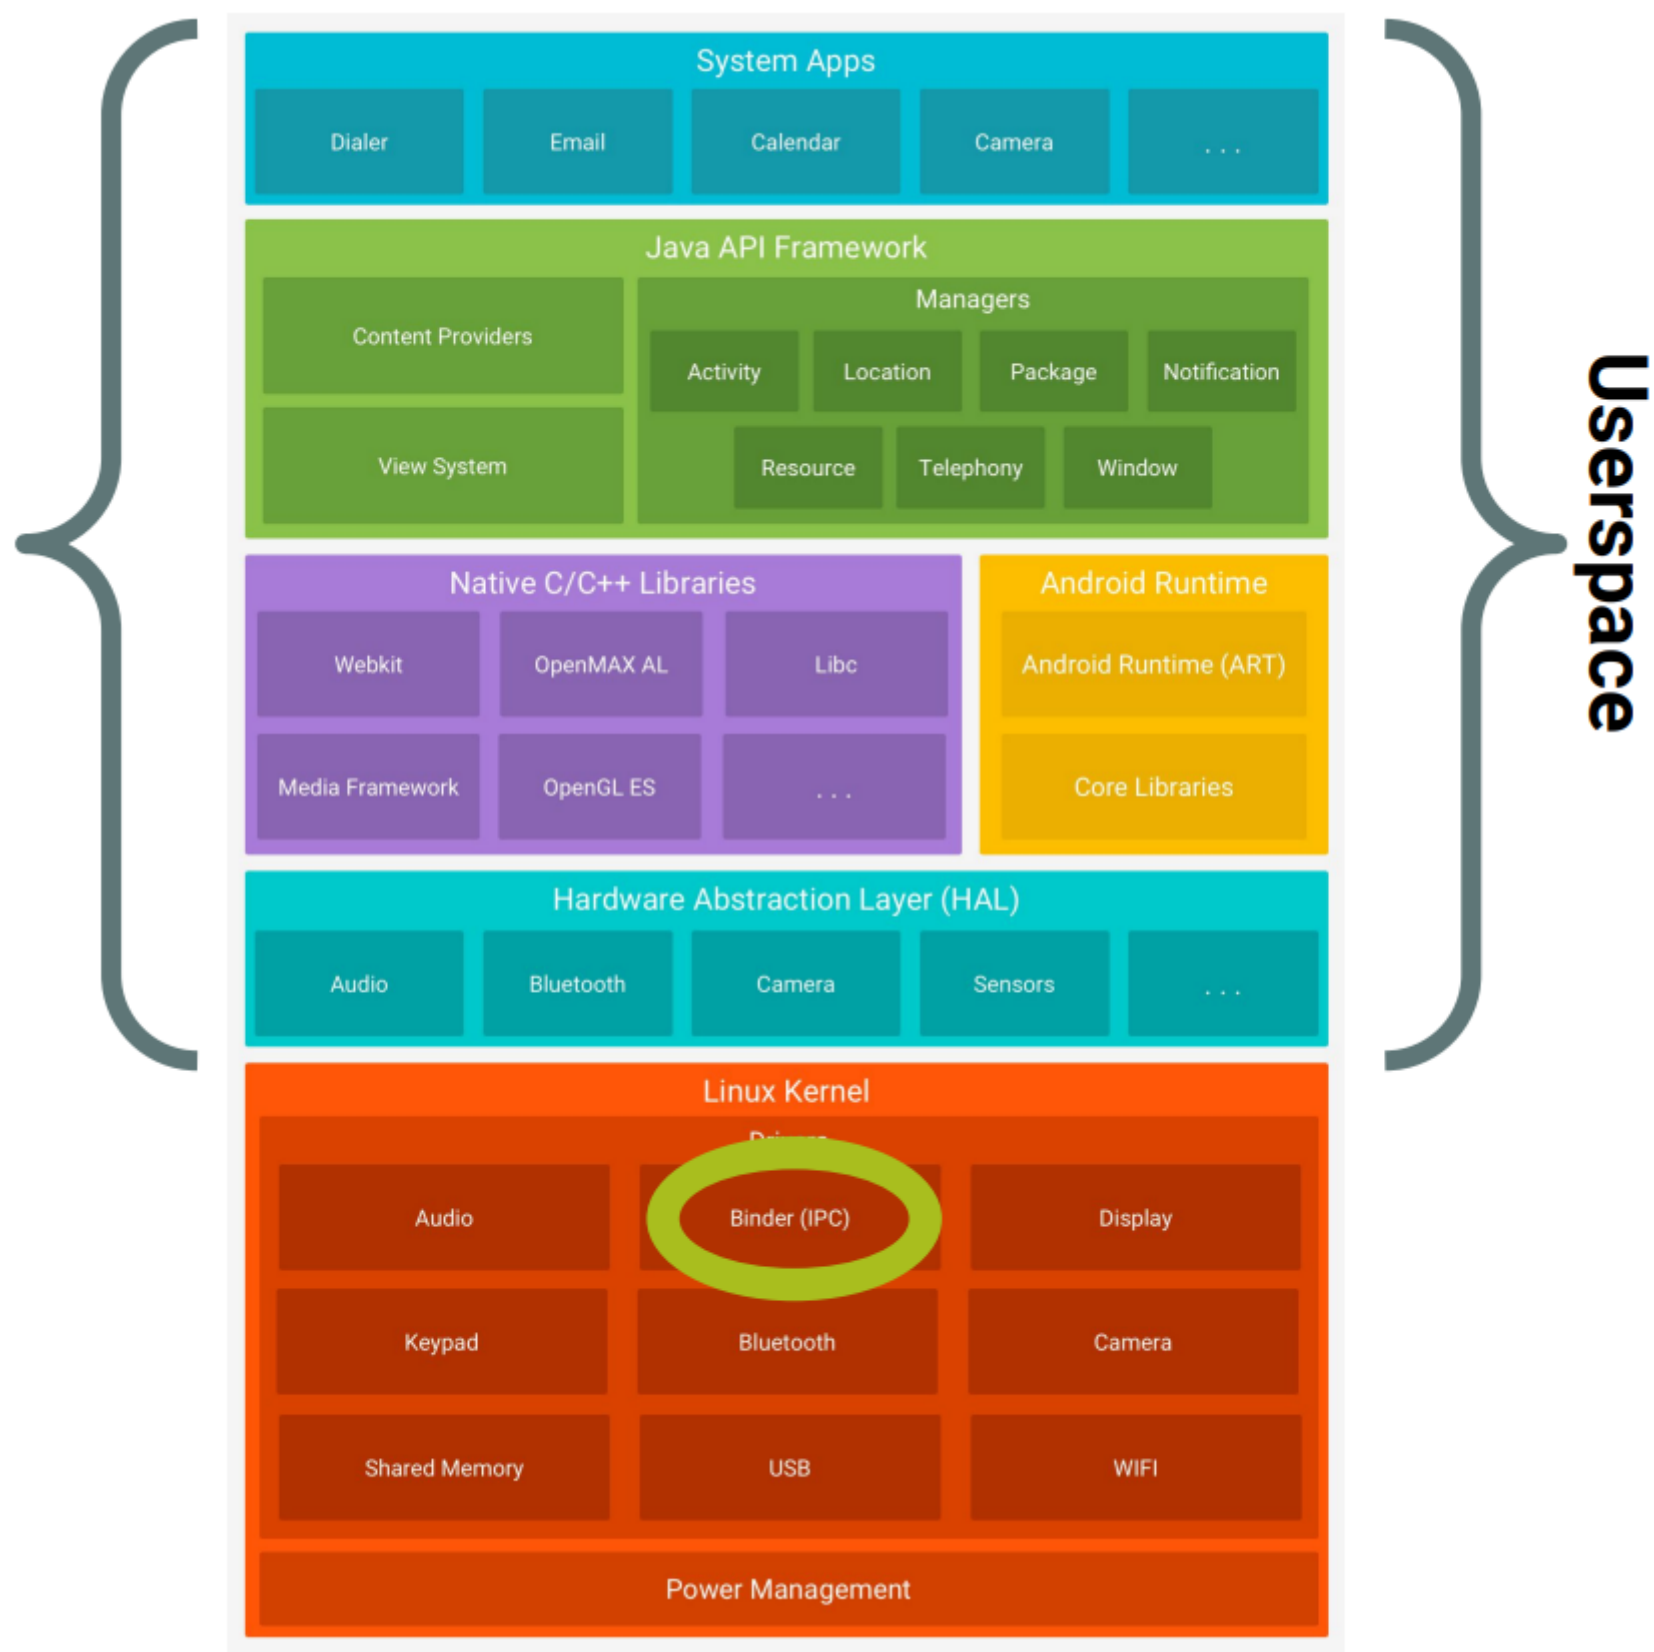 System Apps
Dialer
Email
Calendar
Camera
. . .
Java API Framework
Content Providers
View System
Managers
Activity
Location
Package
Notification
Resource
Telephony
Window
Native C/C++ Libraries
Webkit
OpenMAX AL
Libc
Media Framework
OpenGL ES
. . .
Android Runtime
Android Runtime (ART)
Core Libraries
Hardware Abstraction Layer (HAL)
Audio
Bluetooth
Camera
Sensors
. . .
Userspace
Linux Kernel
Audio
Binder (IPC)
Display
Keypad
Bluetooth
Camera
Shared Memory
USB
WIFI
Power Management